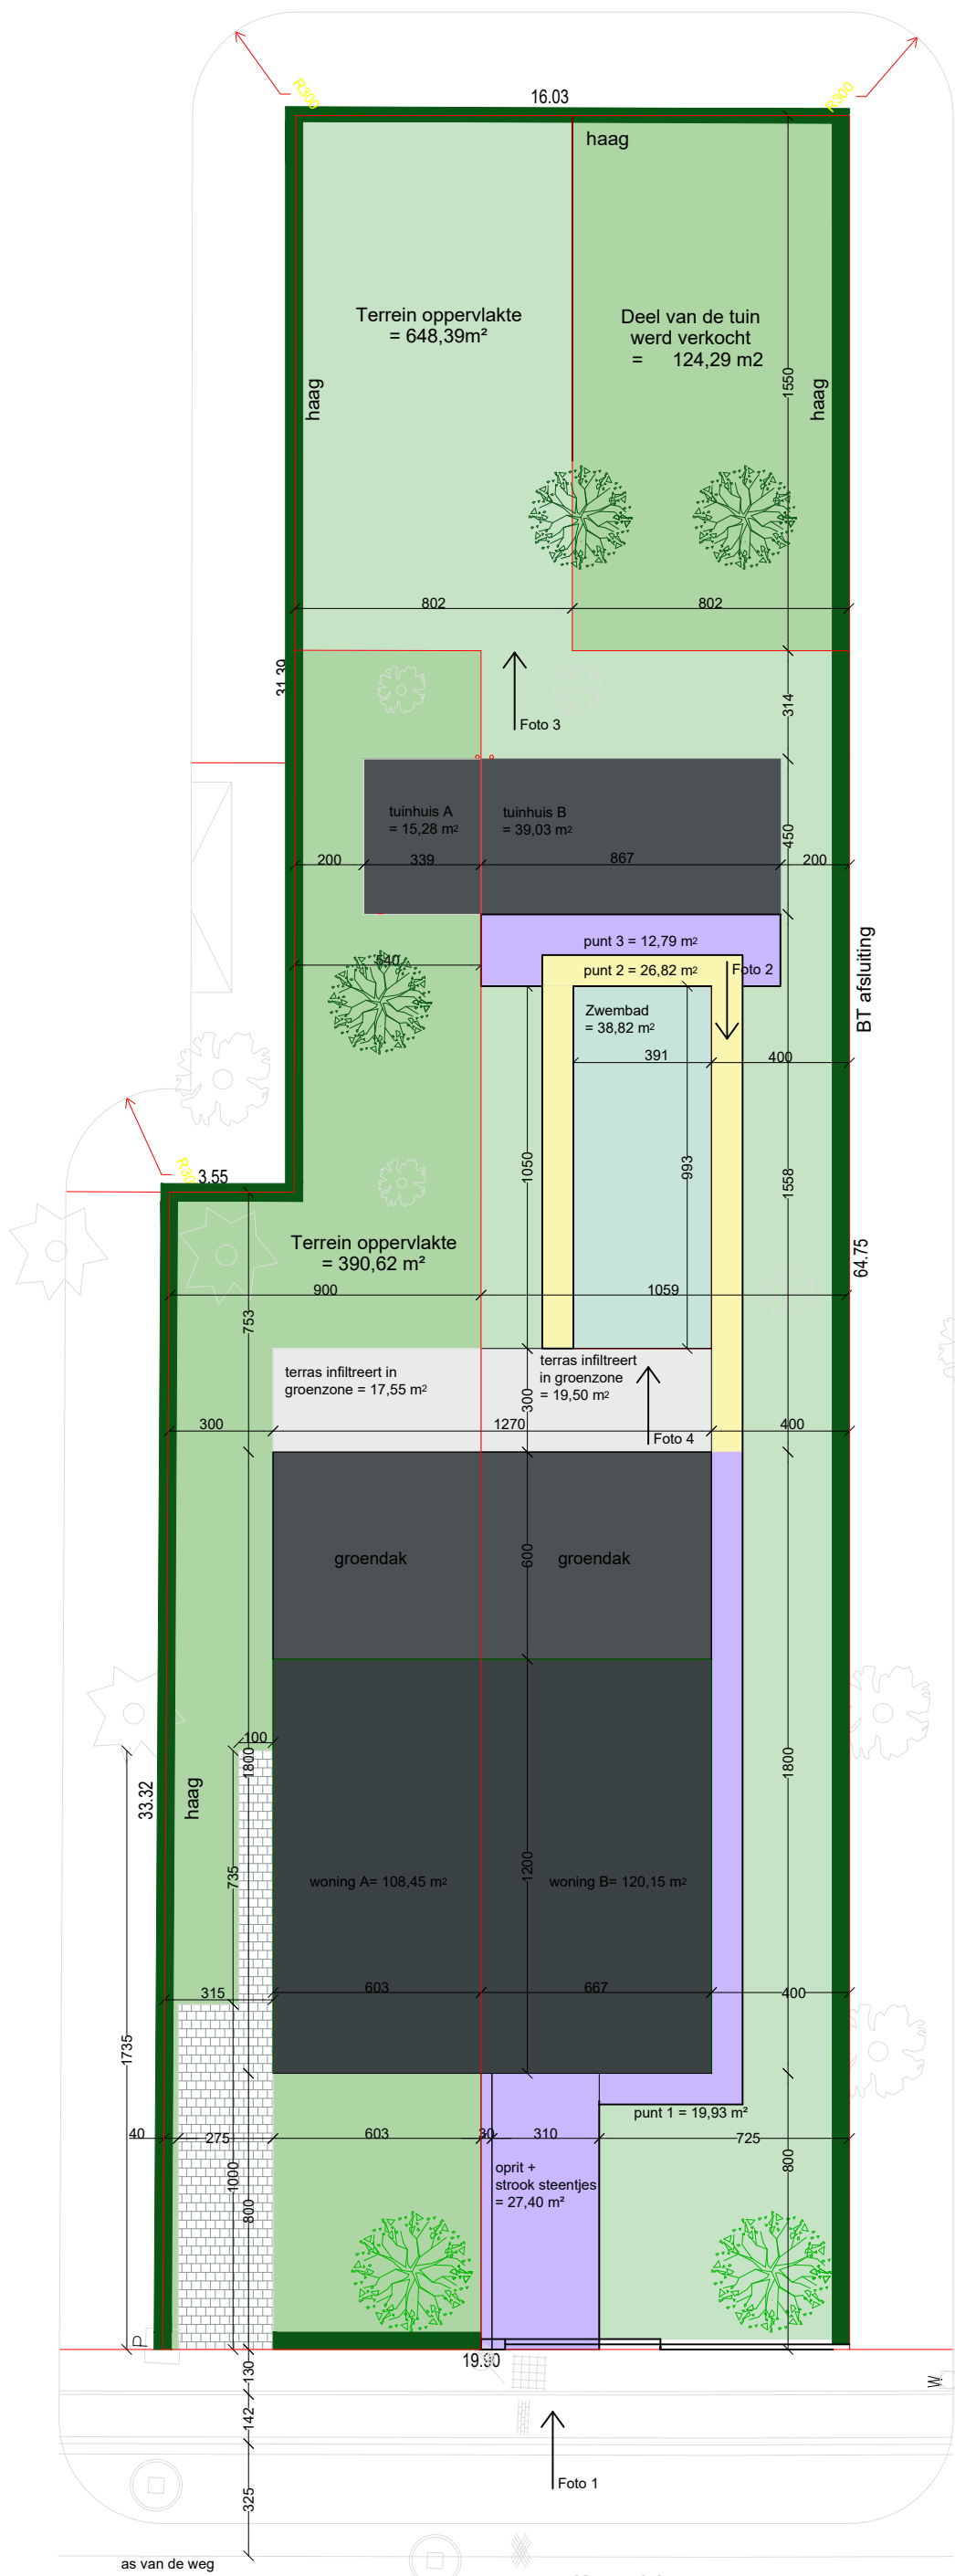 R300
R300
16.03
haag
Terrein oppervlakte
= 648,39m²
Deel van de tuin
werd verkocht
= 124,29 m2
1550
haag
haag
802
802
31.39
314
Foto 3
tuinhuis A
= 15,28 m²
tuinhuis B
= 39,03 m²
450
200
339
867
200
punt 3 = 12,79 m²
540
punt 2 = 26,82 m²
Foto 2
BT afsluiting
Zwembad
= 38,82 m²
391
400
1050
993
1558
R30
3.55
Terrein oppervlakte
= 390,62 m²
64.75
900
1059
753
terras infiltreert in
groenzone = 17,55 m²
terras infiltreert
in groenzone
= 19,50 m²
300
300
1270
400
Foto 4
groendak
600
groendak
100
1800
1800
33.32
haag
735
1200
woning A= 108,45 m²
woning B= 120,15 m²
315
603
667
400
1735
punt 1 = 19,93 m²
40
275
603
30
310
725
1000
800
800
oprit +
strook steentjes
= 27,40 m²
P
19.90
130
W
142
Foto 1
325
as van de weg